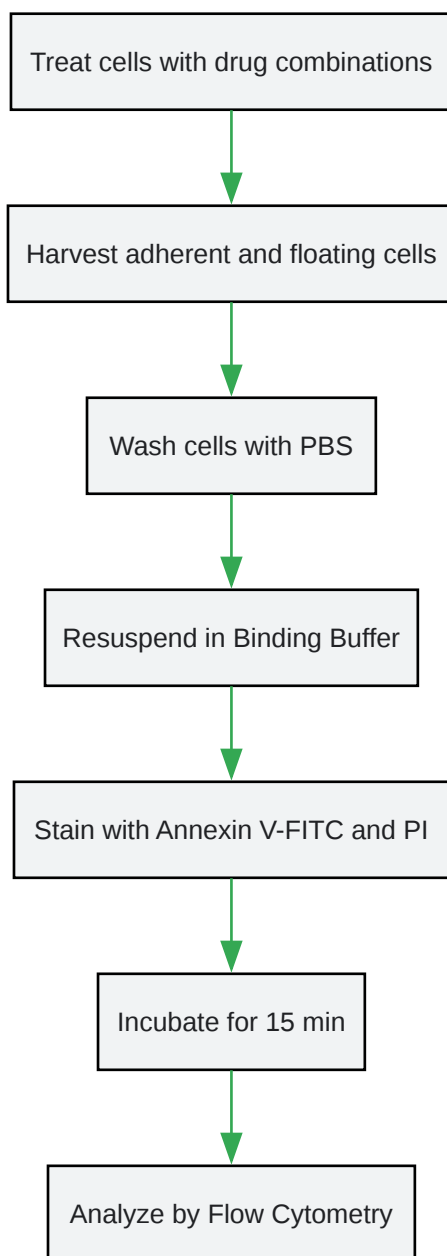 Treat cells with drug combinations
Harvest adherent and floating cells
Wash cells with PBS
Resuspend in Binding Buffer
Stain with Annexin V-FITC and PI
Incubate for 15 min
Analyze by Flow Cytometry